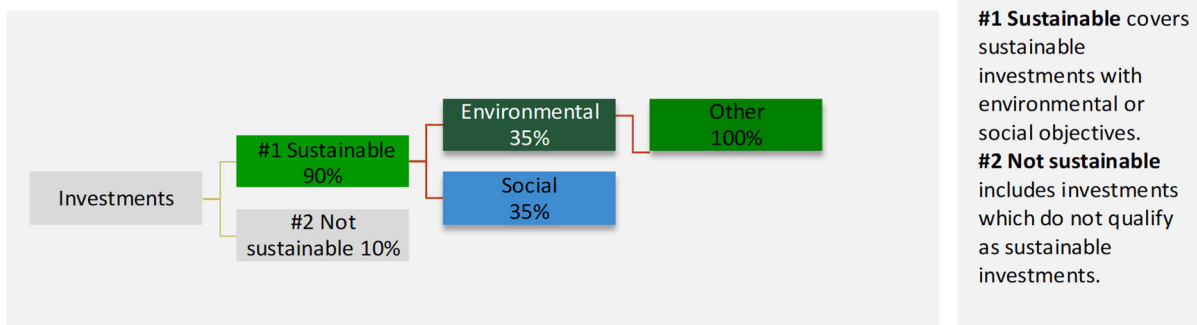 Investments
#1 Sustainable
90%
#2 Not
sustainable 10%
Environmental
35%
Social
35%
Other
100%
#1 Sustainable covers
sustainable
investments with
environmental or
social objectives.
#2 Not sustainable
includes investments
which do not qualify
as sustainable
investments.